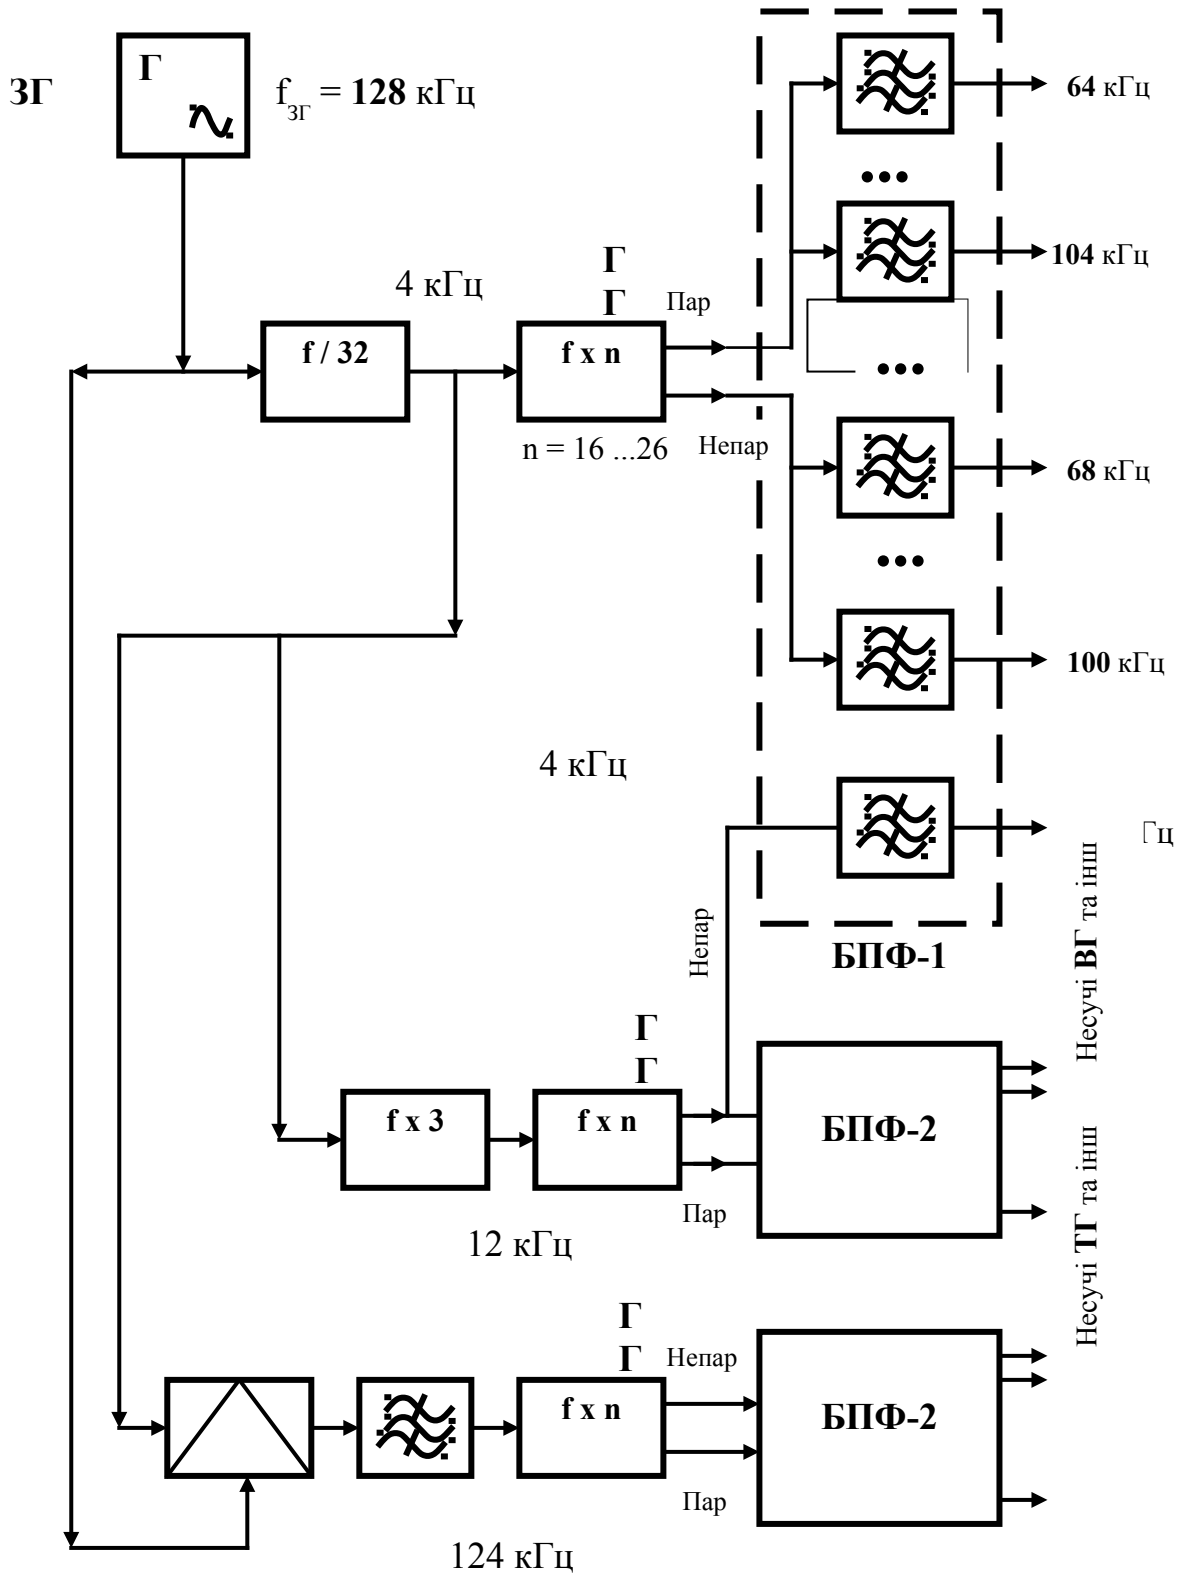 ЗГ
Г
fЗГ = 128 кГц
64 кГц
104 кГц
4 кГц
Г
Г
Пар
f / 32
f x n
n = 16 ...26
Непар
68 кГц
100 кГц
4 кГц
Гц
Непар
БПФ-1
Несучі ВГ та інш
Г
Г
f x 3
f x n
БПФ-2
Пар
12 кГц
Несучі ТГ та інш
Г
Г
Непар
f x n
БПФ-2
Пар
124 кГц